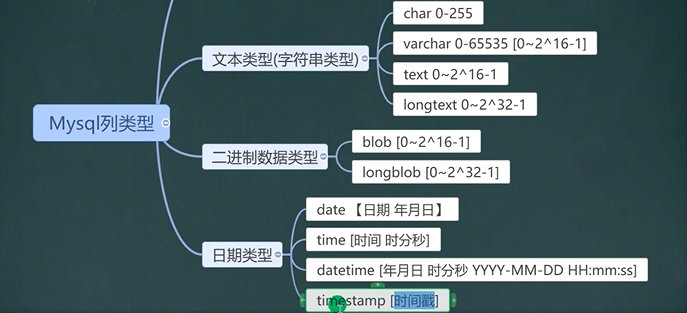 Mysql列类型
文本类型(字符串类型)
char 0-255
varchar 0-65535 [0~2^16-1]
text 0~2^16-1
longtext 0~2^32-1
二进制数据类型
blob [0~2^16-1]
longblob [0~2^32-1]
日期类型
date 【日期 年月日】
time [时间 时分秒]
datetime [年月日 时分秒 YYYY-MM-DD HH:mm:ss]
timestamp [时间戳]